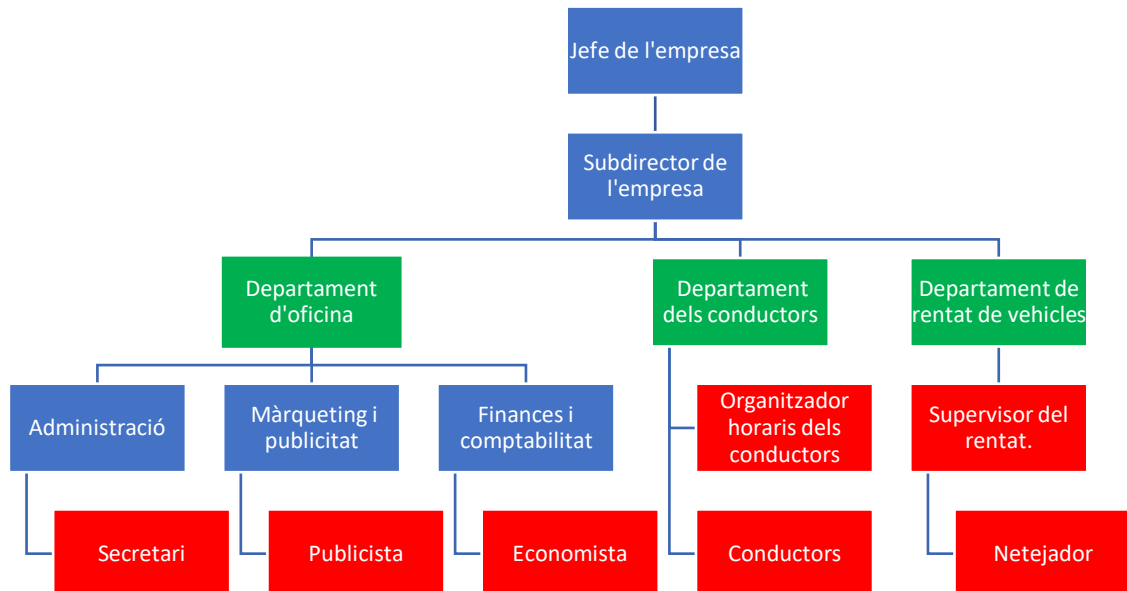 Jefe de l'empresa
Subdirector de
l'empresa
Departament
d'oficina
Departament
dels conductors
Departament de
rentat de vehicles
Administració
Màrqueting i
publicitat
Finances i
comptabilitat
Organitzador
horaris dels
conductors
Supervisor del
rentat.
Secretari
Publicista
Economista
Conductors
Netejador